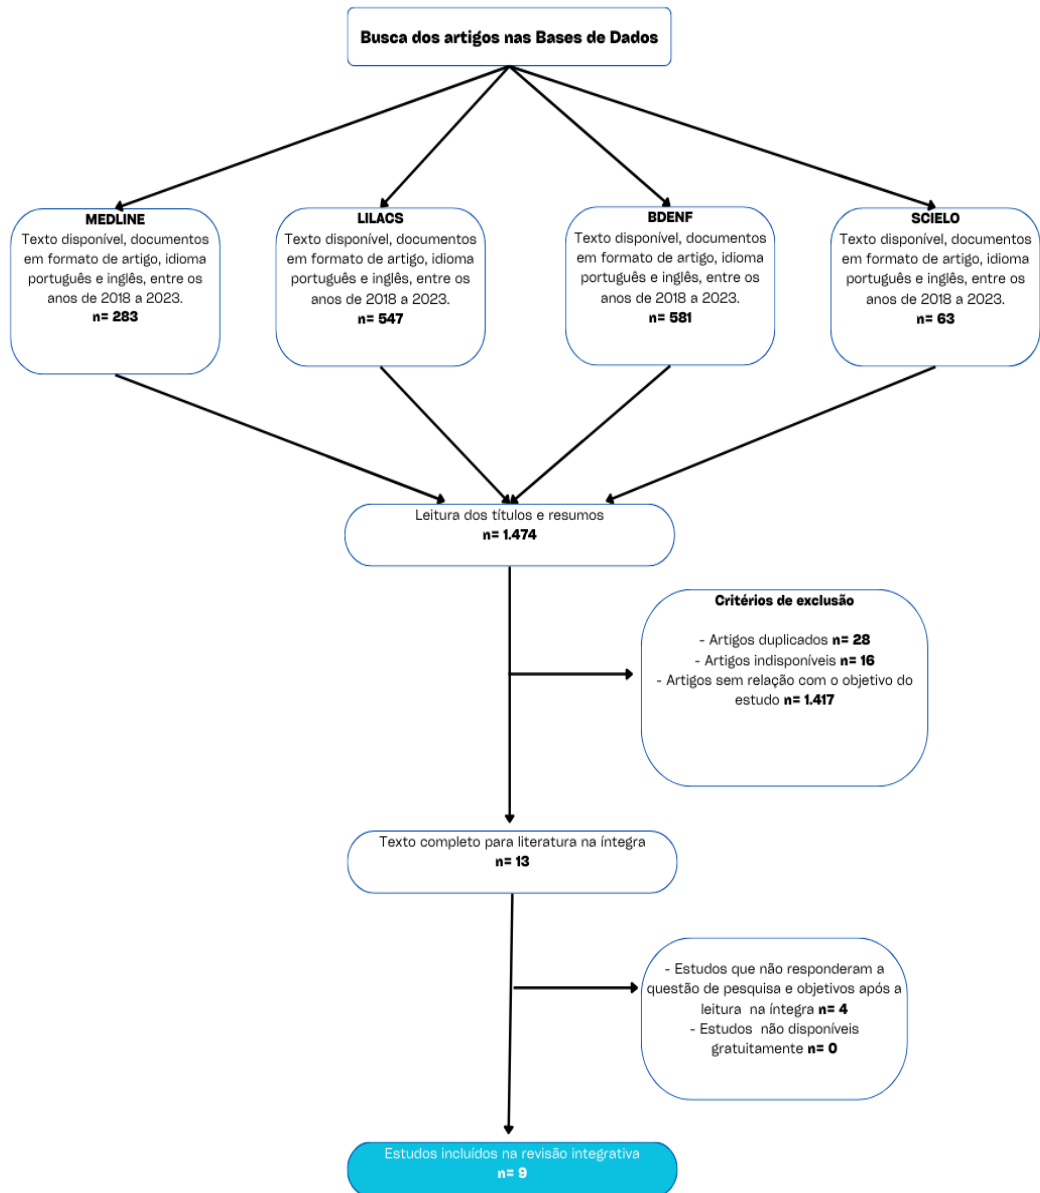 Busca dos artigos nas Bases de Dados
MEDLINE
Texto disponível, documentos
em formato de artigo, idioma
português e inglês, entre os
anos de 2018 a 2023.
n= 283
LILACS
Texto disponível, documentos
em formato de artigo, idioma
português e inglês, entre os
anos de 2018 a 2023.
n= 547
BDENF
Texto disponível, documentos
em formato de artigo, idioma
português e inglês, entre os
anos de 2018 a 2023.
n= 581
SCIELO
Texto disponível, documentos
em formato de artigo, idioma
português e inglês, entre os
anos de 2018 a 2023.
n= 63
Leitura dos títulos e resumos
n= 1.474
Critérios de exclusão
- Artigos duplicados n= 28
- Artigos indisponíveis n= 16
- Artigos sem relação com o objetivo do
estudo n= 1.417
Texto completo para literatura na íntegra
n= 13
- Estudos que não responderam a
questão de pesquisa e objetivos após a
leitura na íntegra n= 4
- Estudos não disponíveis
gratuitamente n= 0
Estudos incluídos na revisão integrativa
n= 9